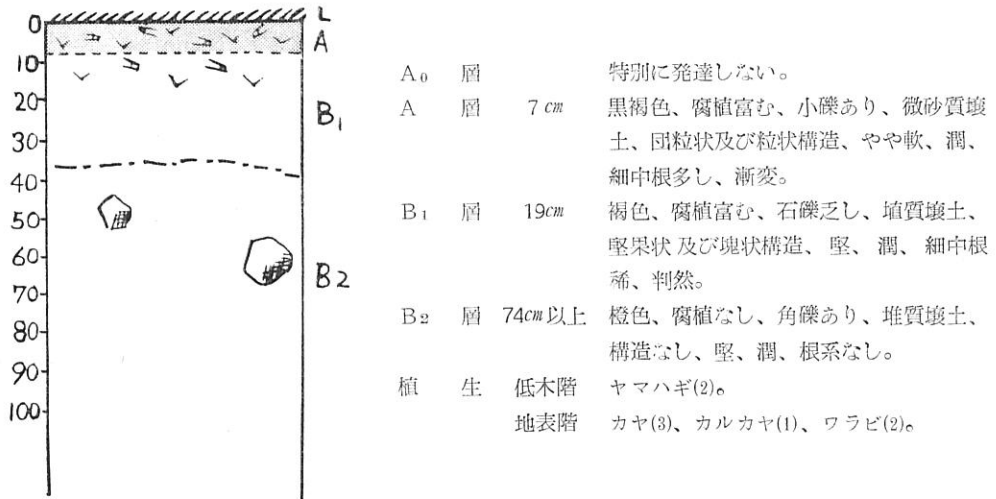 0
10
20
30
40
50
60
70
80
90
100
L
A
B₁
B2
A₀ 層 特別に発達しない。
A 層 7cm 黒褐色、腐植富む、小礫あり、微砂質壌
土、団粒状及び粒状構造、やや軟、潤、
細中根多し、漸変。
B₁ 層 19cm 褐色、腐植富む、石礫乏し、埴質壌土、
堅果状及び塊状構造、堅、潤、細中根
稀、判然。
B₂ 層 74cm以上 橙色、腐植なし、角礫あり、埴質壌土、
構造なし、堅、潤、根系なし。
植 生 低木階 ヤマハギ(2)。
地表階 カヤ(3)、カルカヤ(1)、ワラビ(2)。